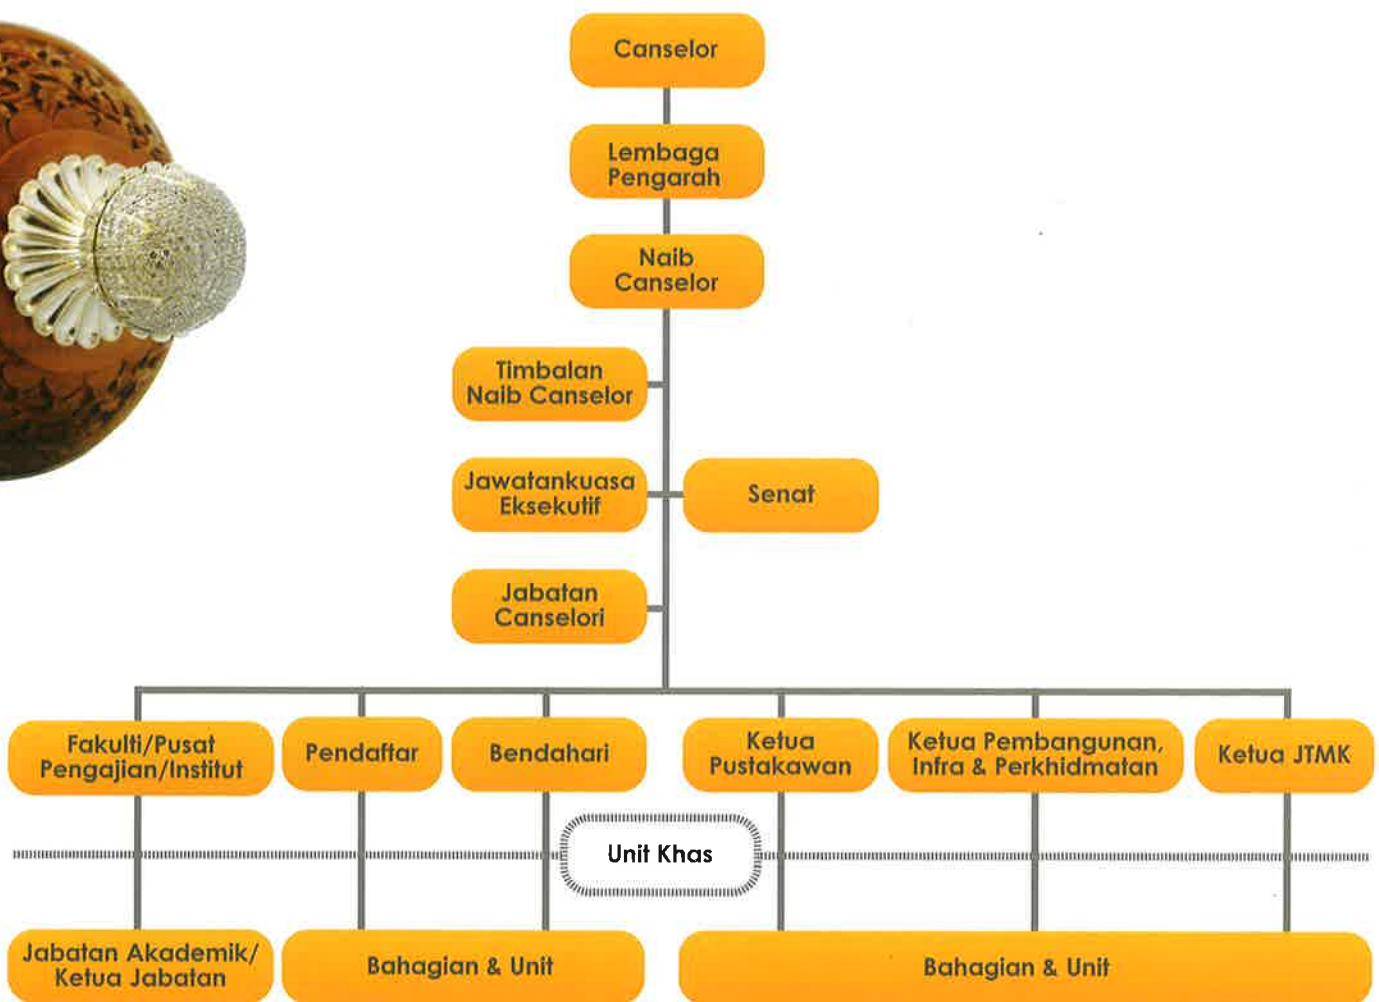 Canselor
Lembaga
Pengarah
Naib
Canselor
Timbalan
Naib Canselor
Jawatankuasa
Eksekutif
Senat
Jabatan
Canselori
Fakulti/Pusat
Pengajian/Institut
Pendaftar
Bendahari
Ketua
Pustakawan
Ketua Pembangunan,
Infra & Perkhidmatan
Ketua JTMK
Unit Khas
Jabatan Akademik/
Ketua Jabatan
Bahagian & Unit
Bahagian & Unit